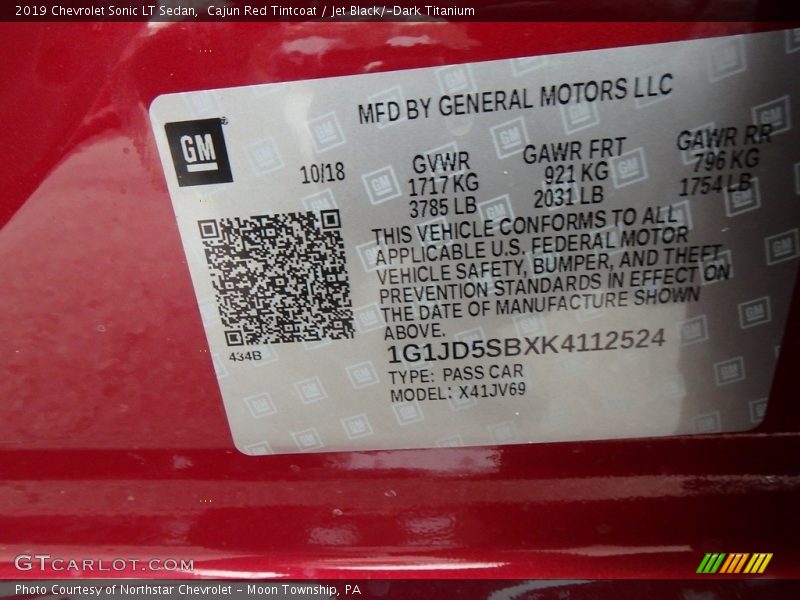 2019 Chevrolet Sonic LT Sedan,  Cajun Red Tintcoat / Jet Black/-Dark Titanium
MFD BY GENERAL MOTORS LLC
GM®
10/18
GVWR GAWR FRT GAWR RR
1717 KG 921 KG 796 KG
3785 LB 2031 LB 1754 LB
THIS VEHICLE CONFORMS TO ALL
APPLICABLE U.S. FEDERAL MOTOR
VEHICLE SAFETY, BUMPER, AND THEFT
PREVENTION STANDARDS IN EFFECT ON
THE DATE OF MANUFACTURE SHOWN
ABOVE.
434B
1G1JD5SBXK4112524
TYPE: PASS CAR
MODEL: X41JV69
GTCARLOT.COM
Photo Courtesy of Northstar Chevrolet - Moon Township, PA